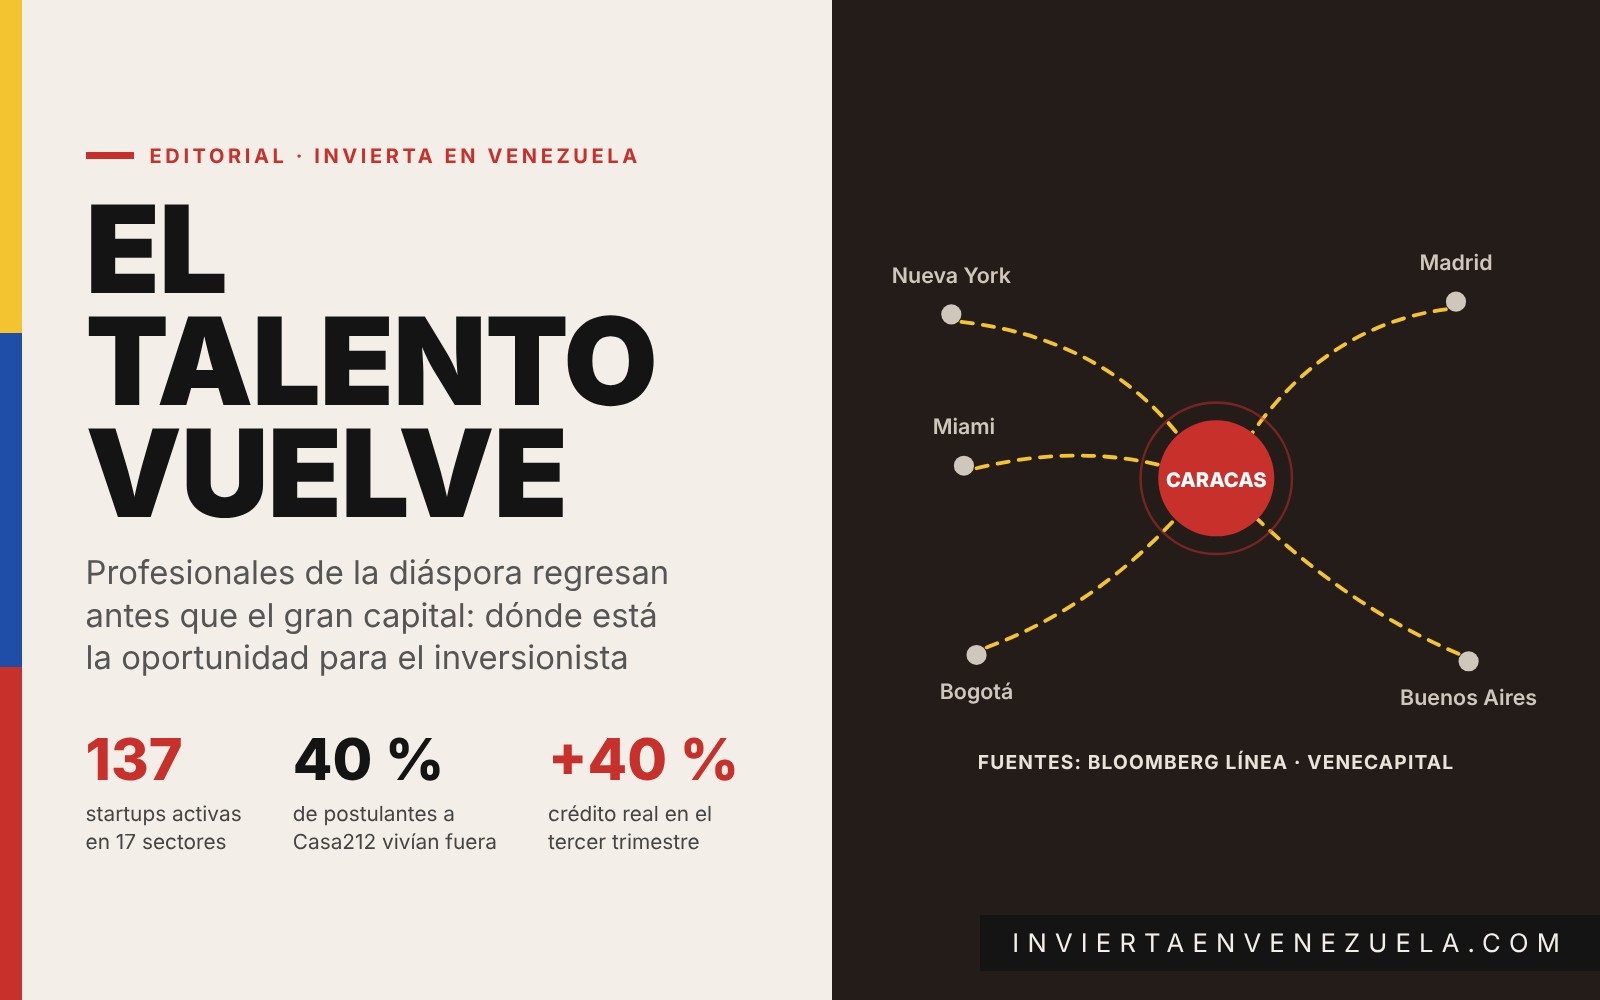 EDITORIAL · INVIERTA EN VENEZUELA
EL
TALENTO
VUELVE
Profesionales de la diáspora regresan
antes que el gran capital: dónde está
la oportunidad para el inversionista
137
startups activas
en 17 sectores
40 %
de postulantes a
Casa212 vivían fuera
+40 %
crédito real en el
tercer trimestre
Nueva York
Madrid
Miami
CARACAS
Bogotá
Buenos Aires
FUENTES: BLOOMBERG LÍNEA · VENECAPITAL
INVIERTAENVENEZUELA.COM